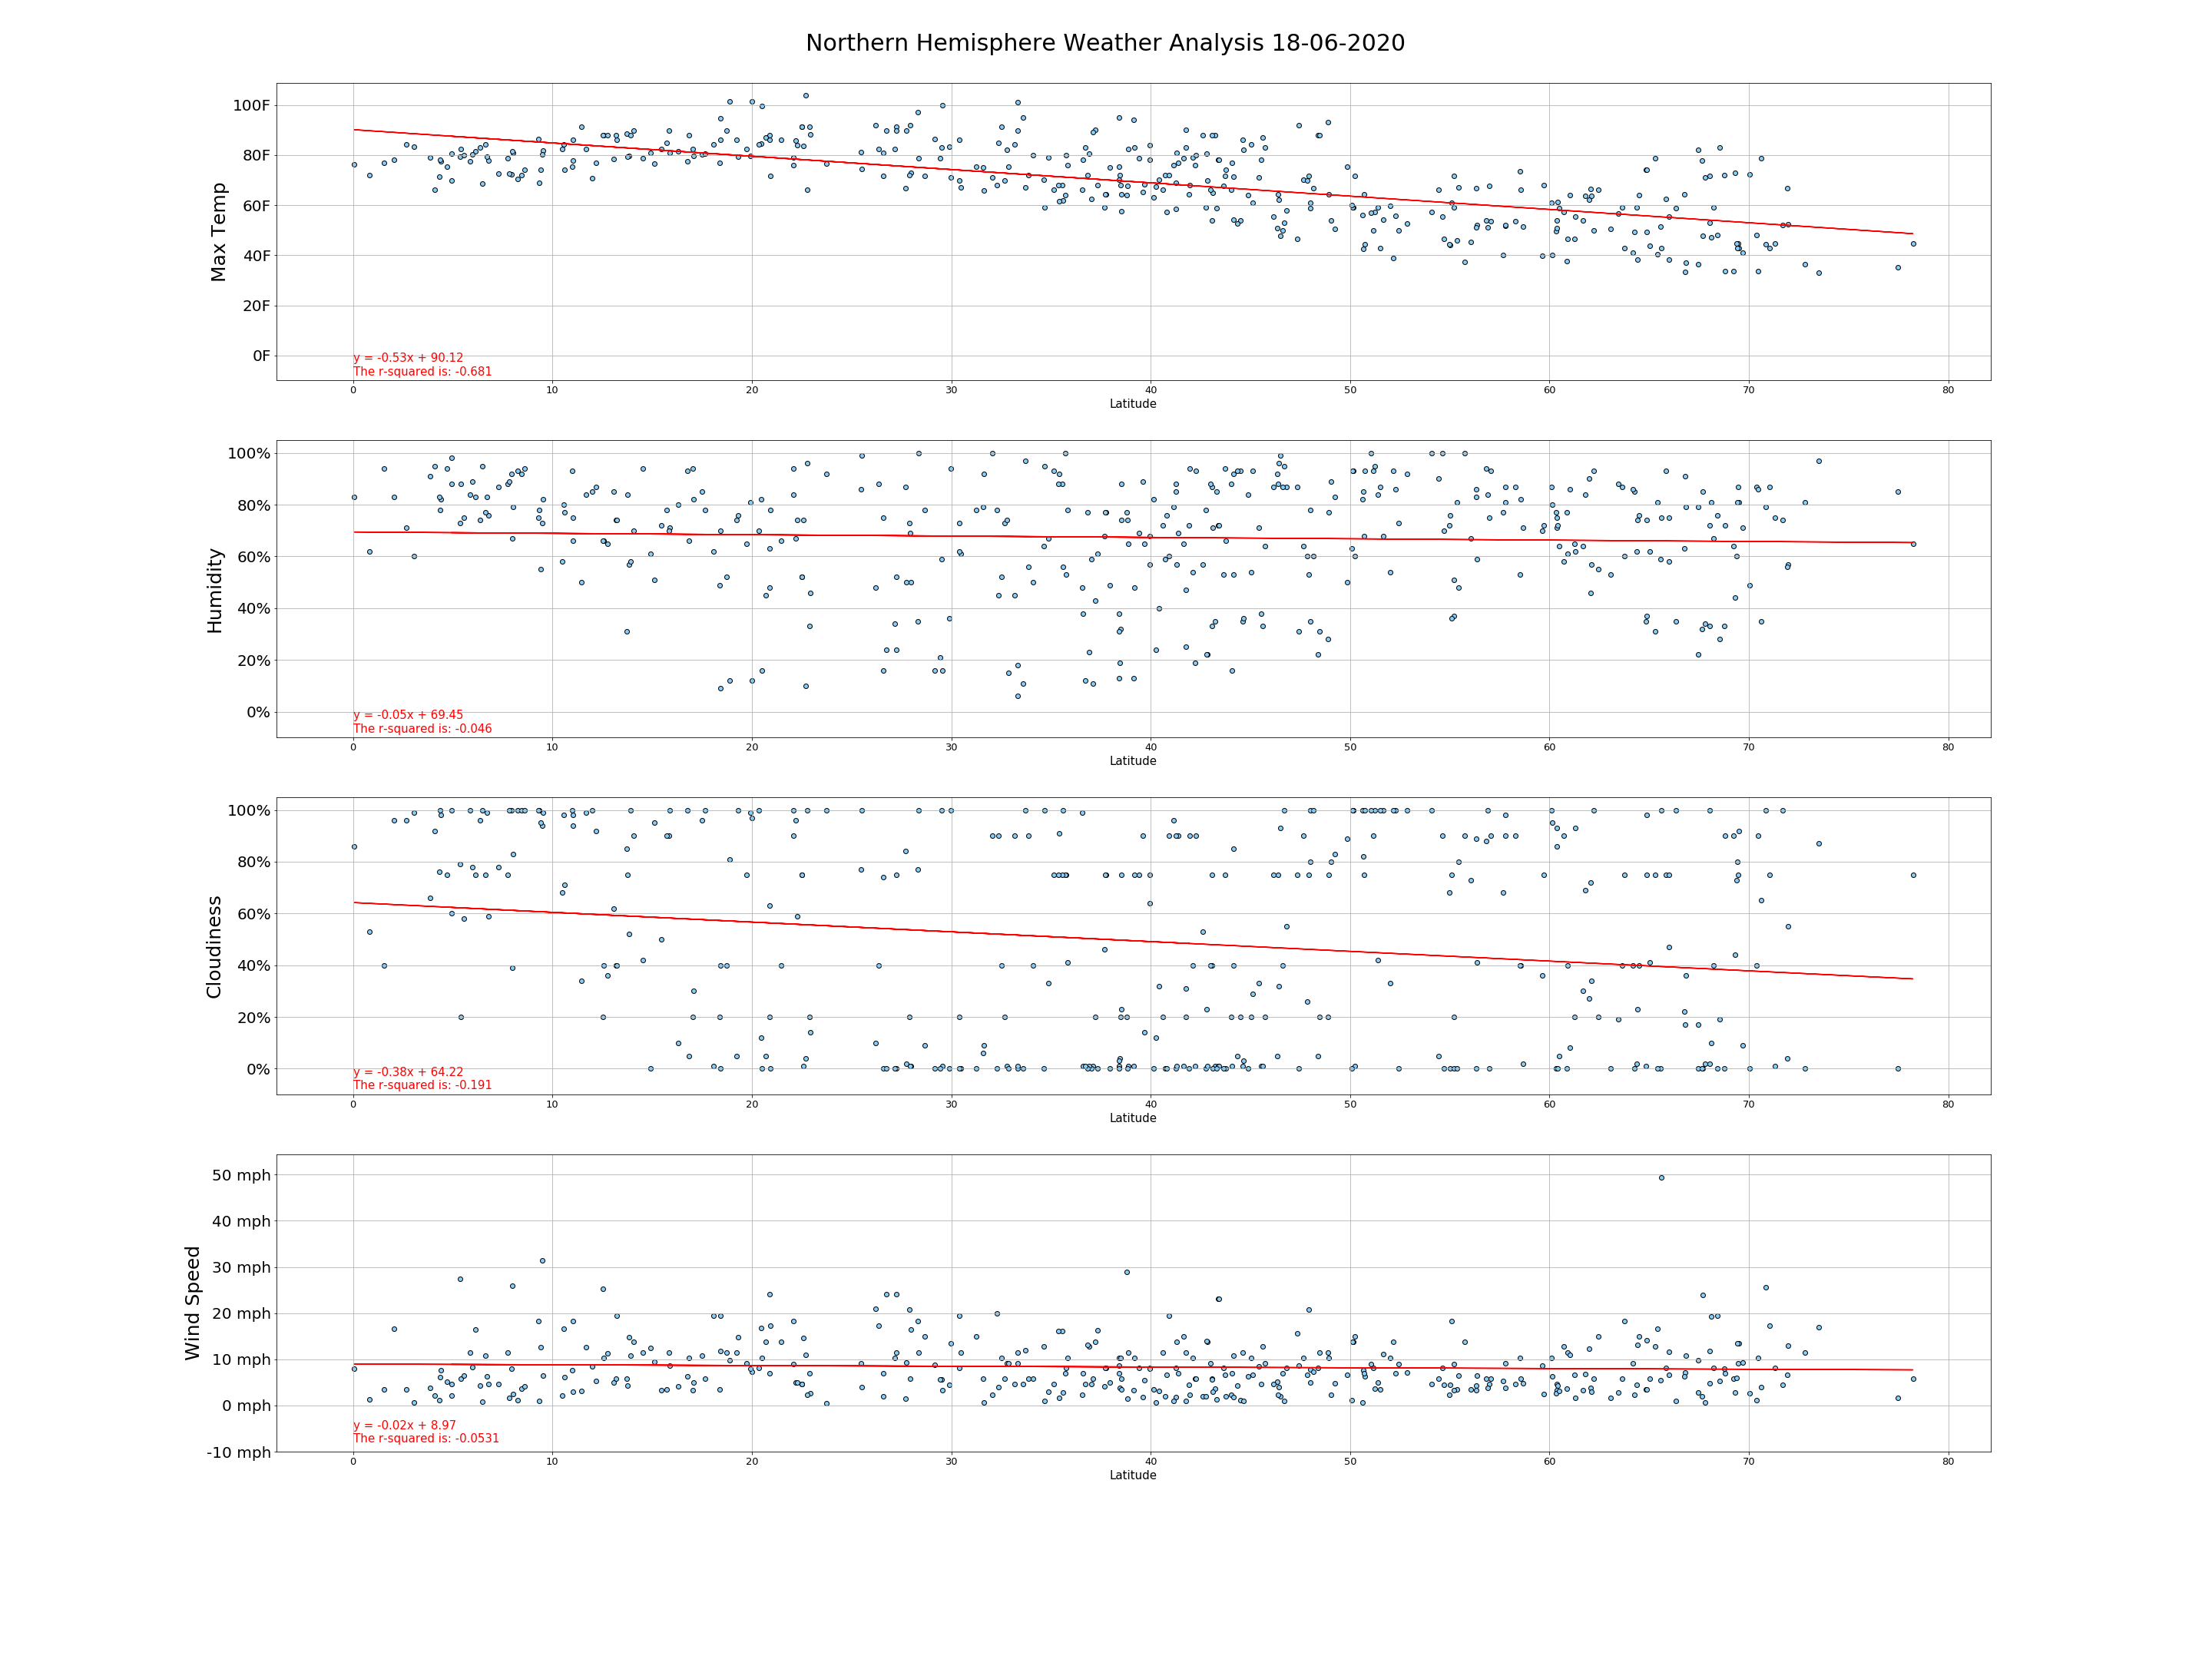 Northern Hemisphere Weather Analysis 18-06-2020
100F
80F
60F
40F
20F
0F
Max Temp
y = -0.53x + 90.12
The r-squared is: -0.681
0 10 20 30 40 50 60 70 80
Latitude
100%
80%
60%
40%
20%
0%
Humidity
y = -0.05x + 69.45
The r-squared is: -0.046
0 10 20 30 40 50 60 70 80
Latitude
100%
80%
60%
40%
20%
0%
Cloudiness
y = -0.38x + 64.22
The r-squared is: -0.191
0 10 20 30 40 50 60 70 80
Latitude
50 mph
40 mph
30 mph
20 mph
10 mph
0 mph
-10 mph
Wind Speed
y = -0.02x + 8.97
The r-squared is: -0.0531
0 10 20 30 40 50 60 70 80
Latitude